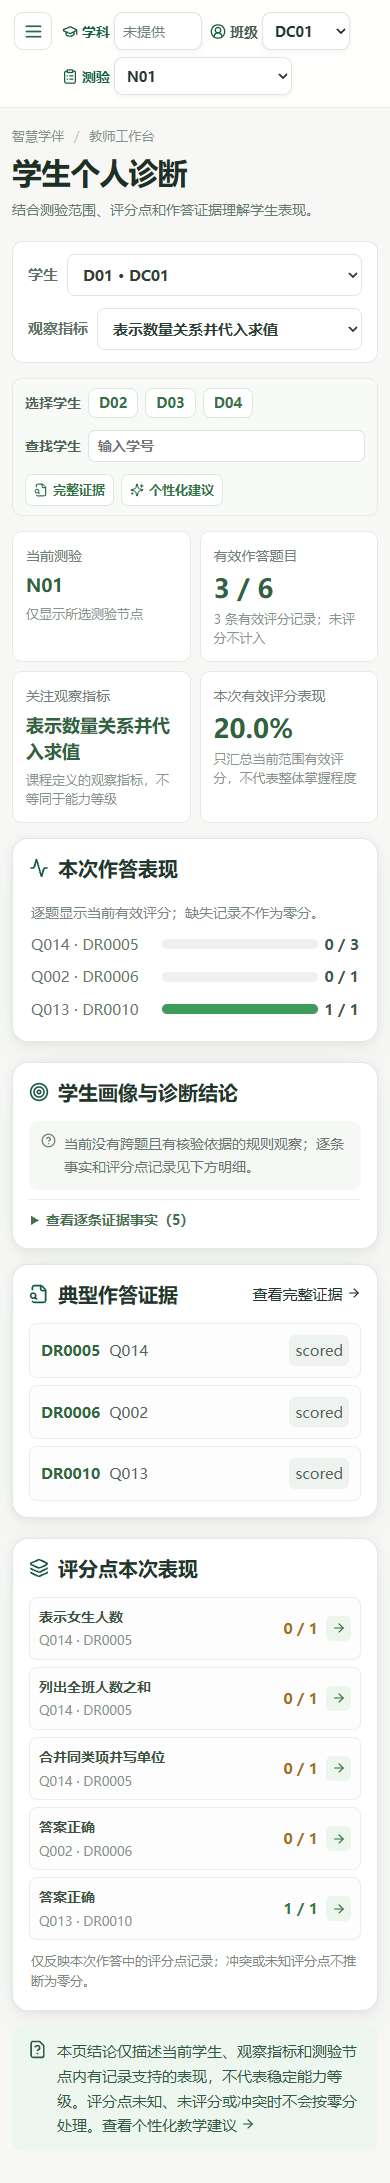 学科 未提供 班级 DC01
测验 N01
智慧学伴 / 教师工作台
学生个人诊断
结合测验范围、评分点和作答证据理解学生表现。
学生 D01 · DC01
观察指标 表示数量关系并代入求值
选择学生 D02 D03 D04
查找学生 输入学号
完整证据 个性化建议
当前测验
N01
仅显示所选测验节点
有效作答题目
3 / 6
3 条有效评分记录；未评
分不计入
关注观察指标
表示数量关系并代
入求值
课程定义的观察指标，不
等同于能力等级
本次有效评分表现
20.0%
只汇总当前范围有效评
分，不代表整体掌握程度
本次作答表现
逐题显示当前有效评分；缺失记录不作为零分。
Q014 · DR0005 0 / 3
Q002 · DR0006 0 / 1
Q013 · DR0010 1 / 1
学生画像与诊断结论
当前没有跨题且有核验依据的规则观察；逐条
事实和评分点记录见下方明细。
▶ 查看逐条证据事实（5）
典型作答证据 查看完整证据 →
DR0005 Q014 scored
DR0006 Q002 scored
DR0010 Q013 scored
评分点本次表现
表示女生人数
Q014 · DR0005 0 / 1 →
列出全班人数之和
Q014 · DR0005 0 / 1 →
合并同类项并写单位
Q014 · DR0005 0 / 1 →
答案正确
Q002 · DR0006 0 / 1 →
答案正确
Q013 · DR0010 1 / 1 →
仅反映本次作答中的评分点记录；冲突或未知评分点不推
断为零分。
本页结论仅描述当前学生、观察指标和测验节
点内有记录支持的表现，不代表稳定能力等
级。评分点未知、未评分或冲突时不会按零分
处理。查看个性化教学建议 →